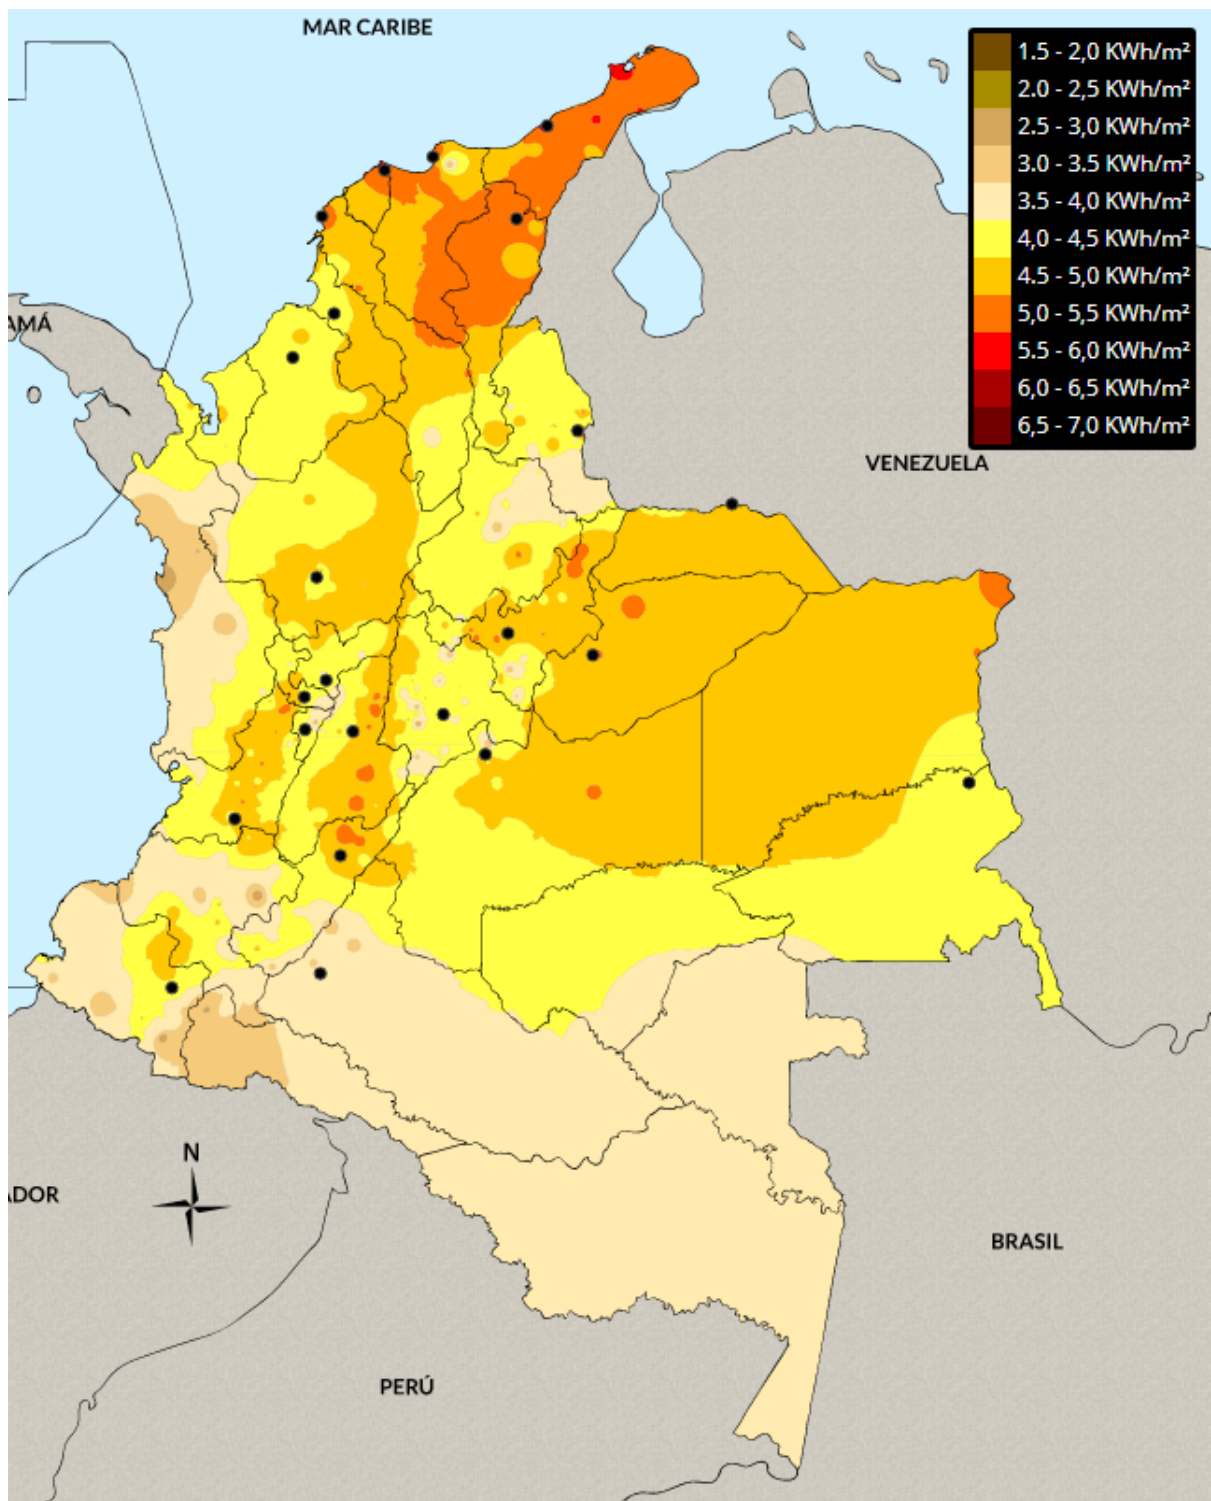 MAR CARIBE
1.5 - 2,0 KWh/m²
2.0 - 2,5 KWh/m²
2.5 - 3,0 KWh/m²
3.0 - 3.5 KWh/m²
3.5 - 4,0 KWh/m²
4,0 - 4,5 KWh/m²
4.5 - 5,0 KWh/m²
5,0 - 5,5 KWh/m²
5.5 - 6,0 KWh/m²
6,0 - 6,5 KWh/m²
6,5 - 7,0 KWh/m²
AMÁ
VENEZUELA
N
ADOR
BRASIL
PERÚ